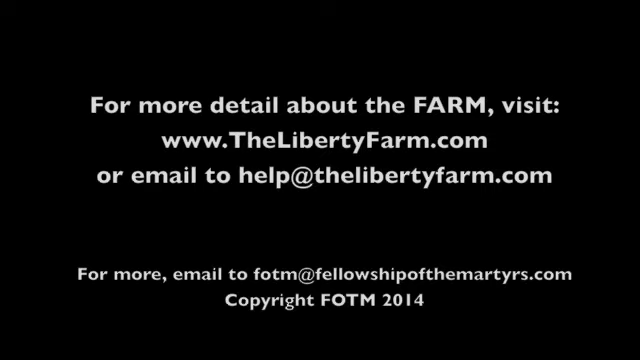 For more detail about the FARM, visit:
www.TheLibertyFarm.com
or email to help@thelibertyfarm.com
For more, email to fotm@fellowshipofthemartyrs.com
Copyright FOTM 2014